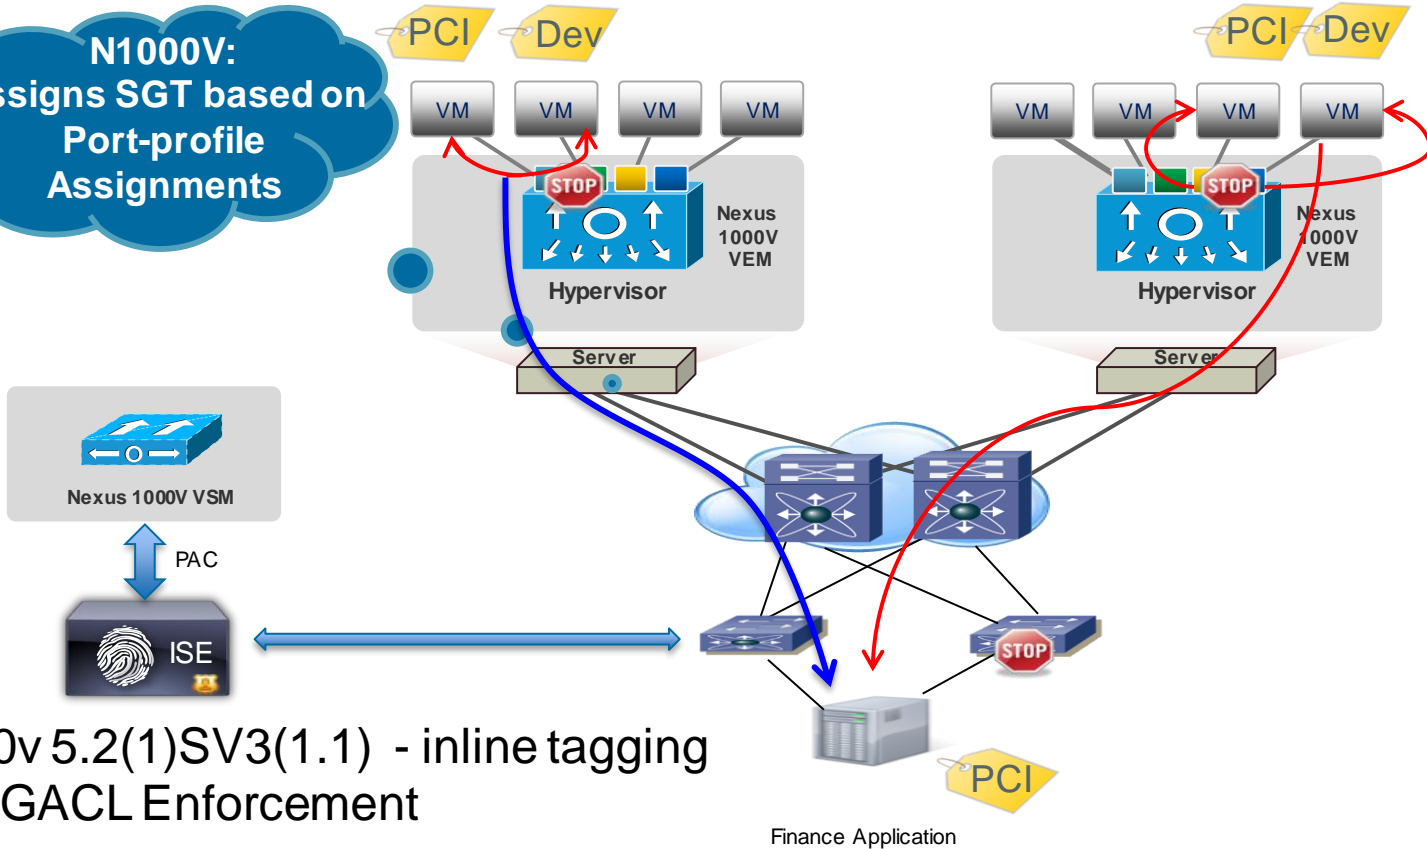 PCI
Dev
PCI
Dev
N1000V:
ssigns SGT based on
Port-profile
Assignments
VM
VM
VM
VM
VM
VM
VM
VM
STOP
STOP
Nexus
1000V
VEM
Nexus
1000V
VEM
Hypervisor
Hypervisor
Server
Server
Nexus 1000V VSM
PAC
ISE
STOP
0v 5.2(1)SV3(1.1) - inline tagging
GACL Enforcement
PCI
Finance Application